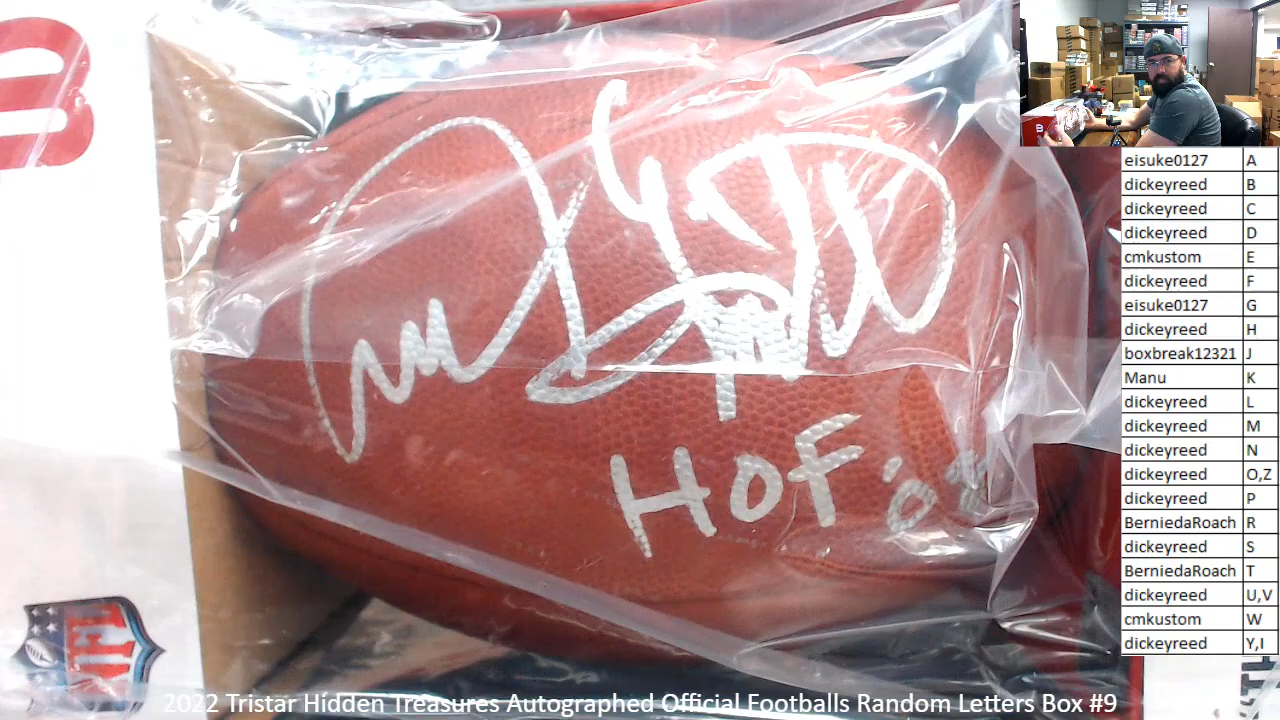 B
HOF
NFL
eisuke0127 A
dickeyreed B
dickeyreed C
dickeyreed D
cmkustom E
dickeyreed F
eisuke0127 G
dickeyreed H
boxbreak12321 J
Manu K
dickeyreed L
dickeyreed M
dickeyreed N
dickeyreed O,Z
dickeyreed P
BerniedaRoach R
dickeyreed S
BerniedaRoach T
dickeyreed U,V
cmkustom W
dickeyreed Y,I
2022 Tristar Hidden Treasures Autographed Official Footballs Random Letters Box #9